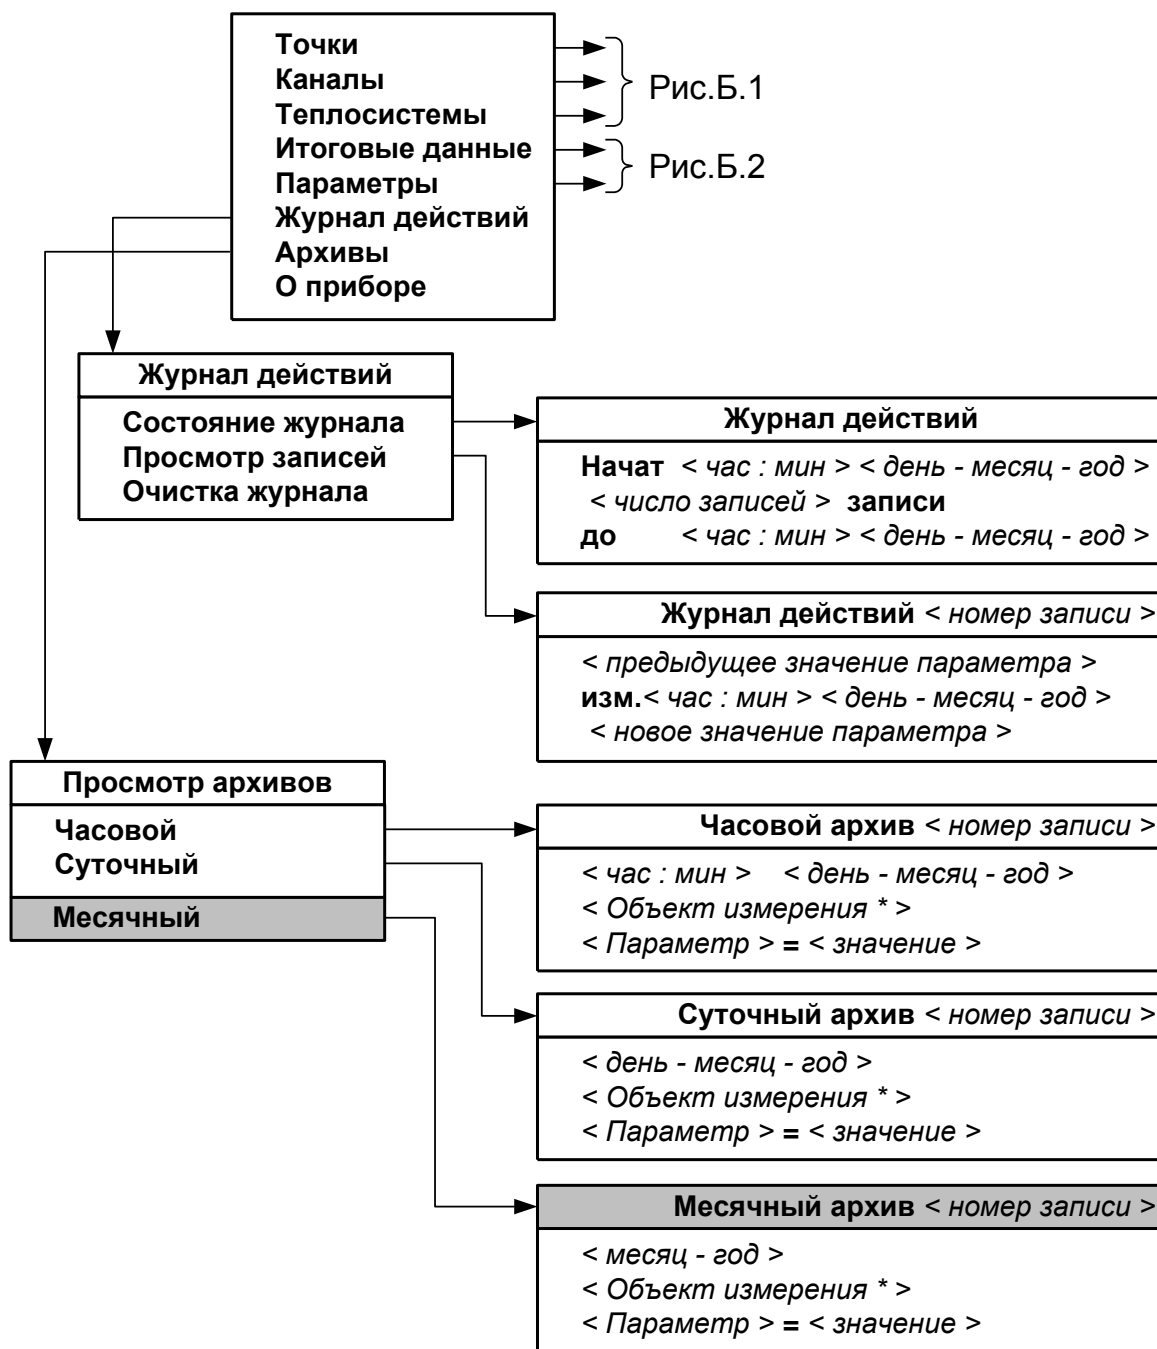 Точки
Каналы
Теплосистемы
Рис.Б.1
Итоговые данные
Параметры
Рис.Б.2
Журнал действий
Архивы
О приборе
Журнал действий
Состояние журнала
Просмотр записей
Очистка журнала
Журнал действий
Начат < час : мин > < день - месяц - год >
< число записей > записи
до < час : мин > < день - месяц - год >
Журнал действий < номер записи >
< предыдущее значение параметра >
изм.< час : мин > < день - месяц - год >
< новое значение параметра >
Просмотр архивов
Часовой
Суточный
Месячный
Часовой архив < номер записи >
< час : мин > < день - месяц - год >
< Объект измерения * >
< Параметр > = < значение >
Суточный архив < номер записи >
< день - месяц - год >
< Объект измерения * >
< Параметр > = < значение >
Месячный архив < номер записи >
< месяц - год >
< Объект измерения * >
< Параметр > = < значение >